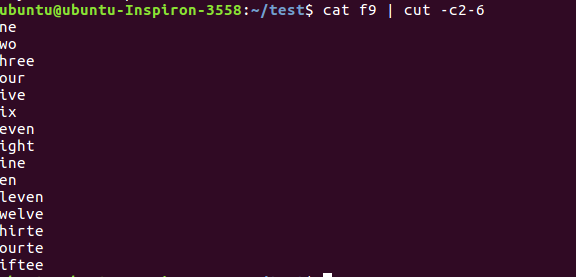 ubuntu@ubuntu-Inspiron-3558:~/test$ cat f9 | cut -c2-6
ne
wo
hree
our
ive
ix
even
ight
ine
en
leven
welve
hirte
ourte
iftee